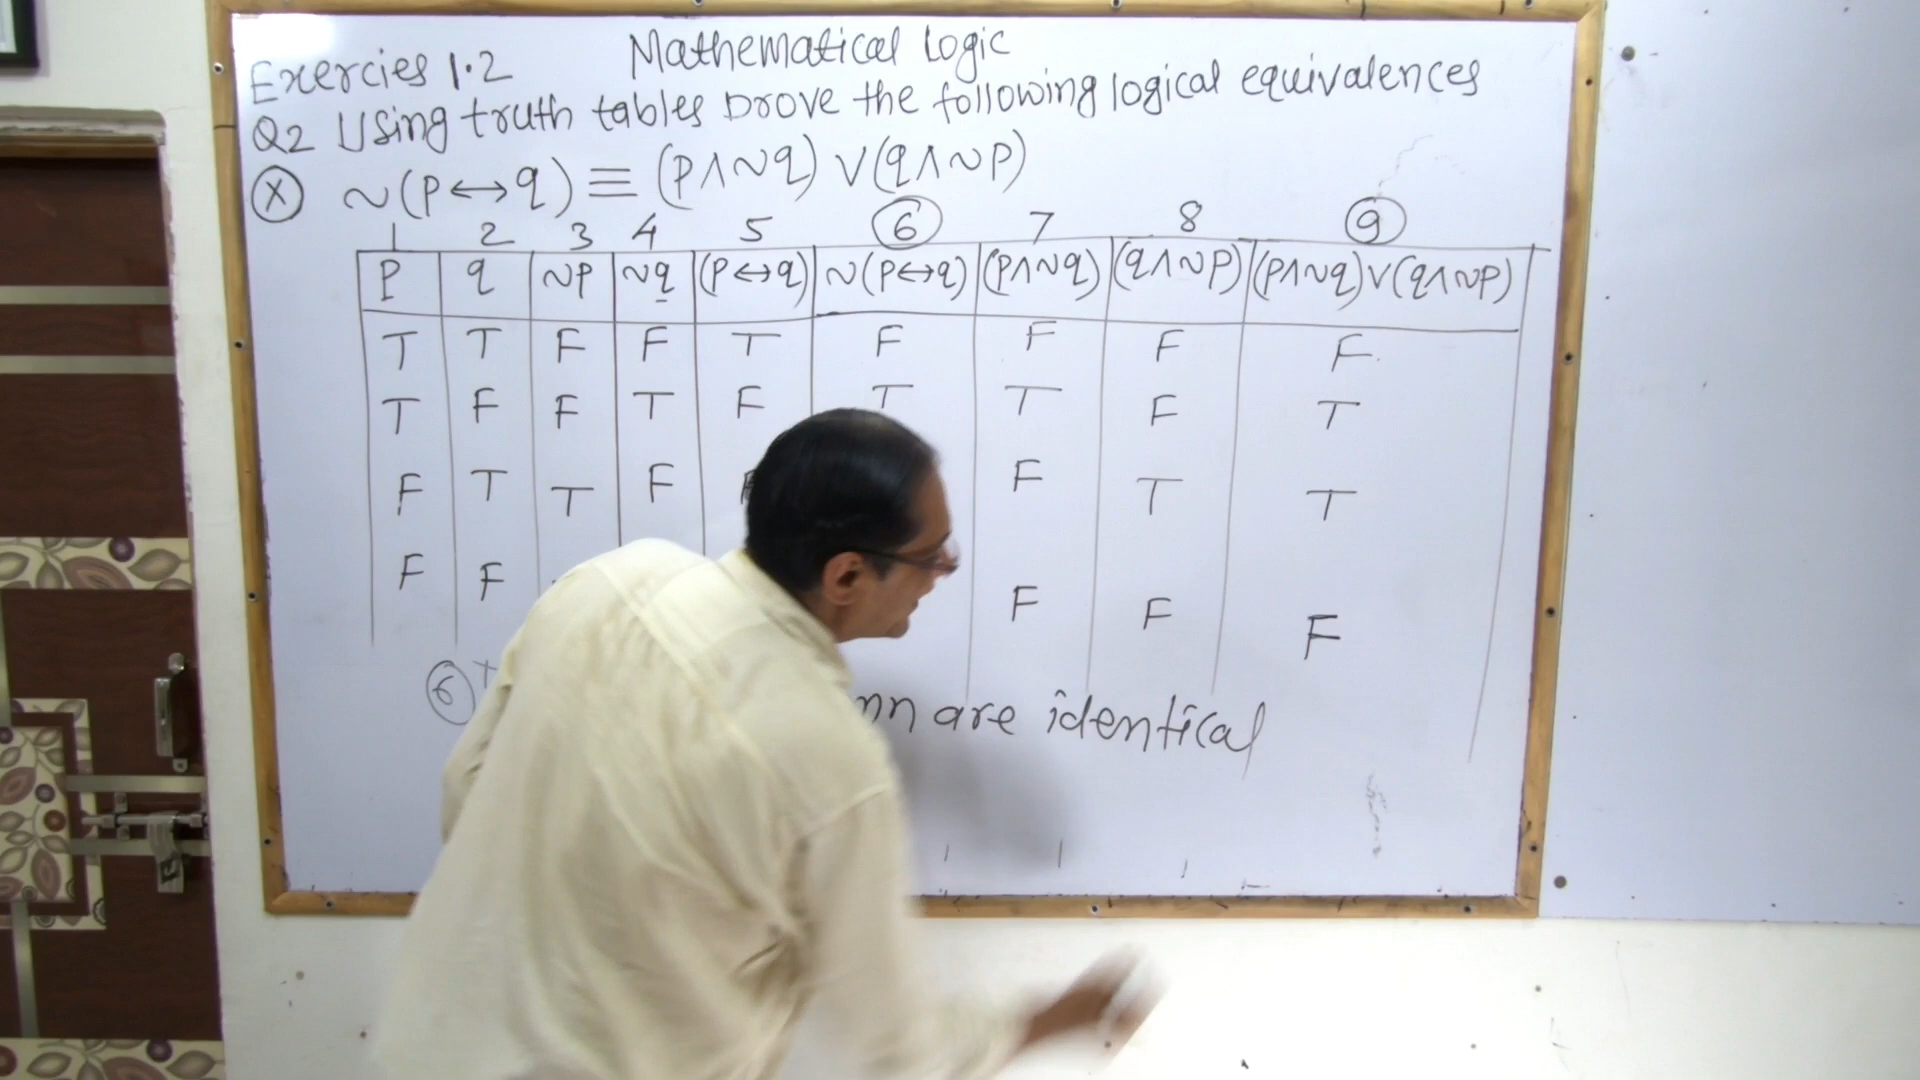 Mathematical Logic
Exercies 1.2
Q2 Using truth tables prove the following logical equivalences
(X) ~(p↔q) ≡ (p∧~q) ∨ (q∧~p)
1 2 3 4 5 6 7 8 9
p q ~p ~q (p↔q) ~(p↔q) (p∧~q) (q∧~p) (p∧~q)∨(q∧~p)
T T F F T F F F F
T F F T F T T F T
F T T F F F T T
F F F F F
6 are identical